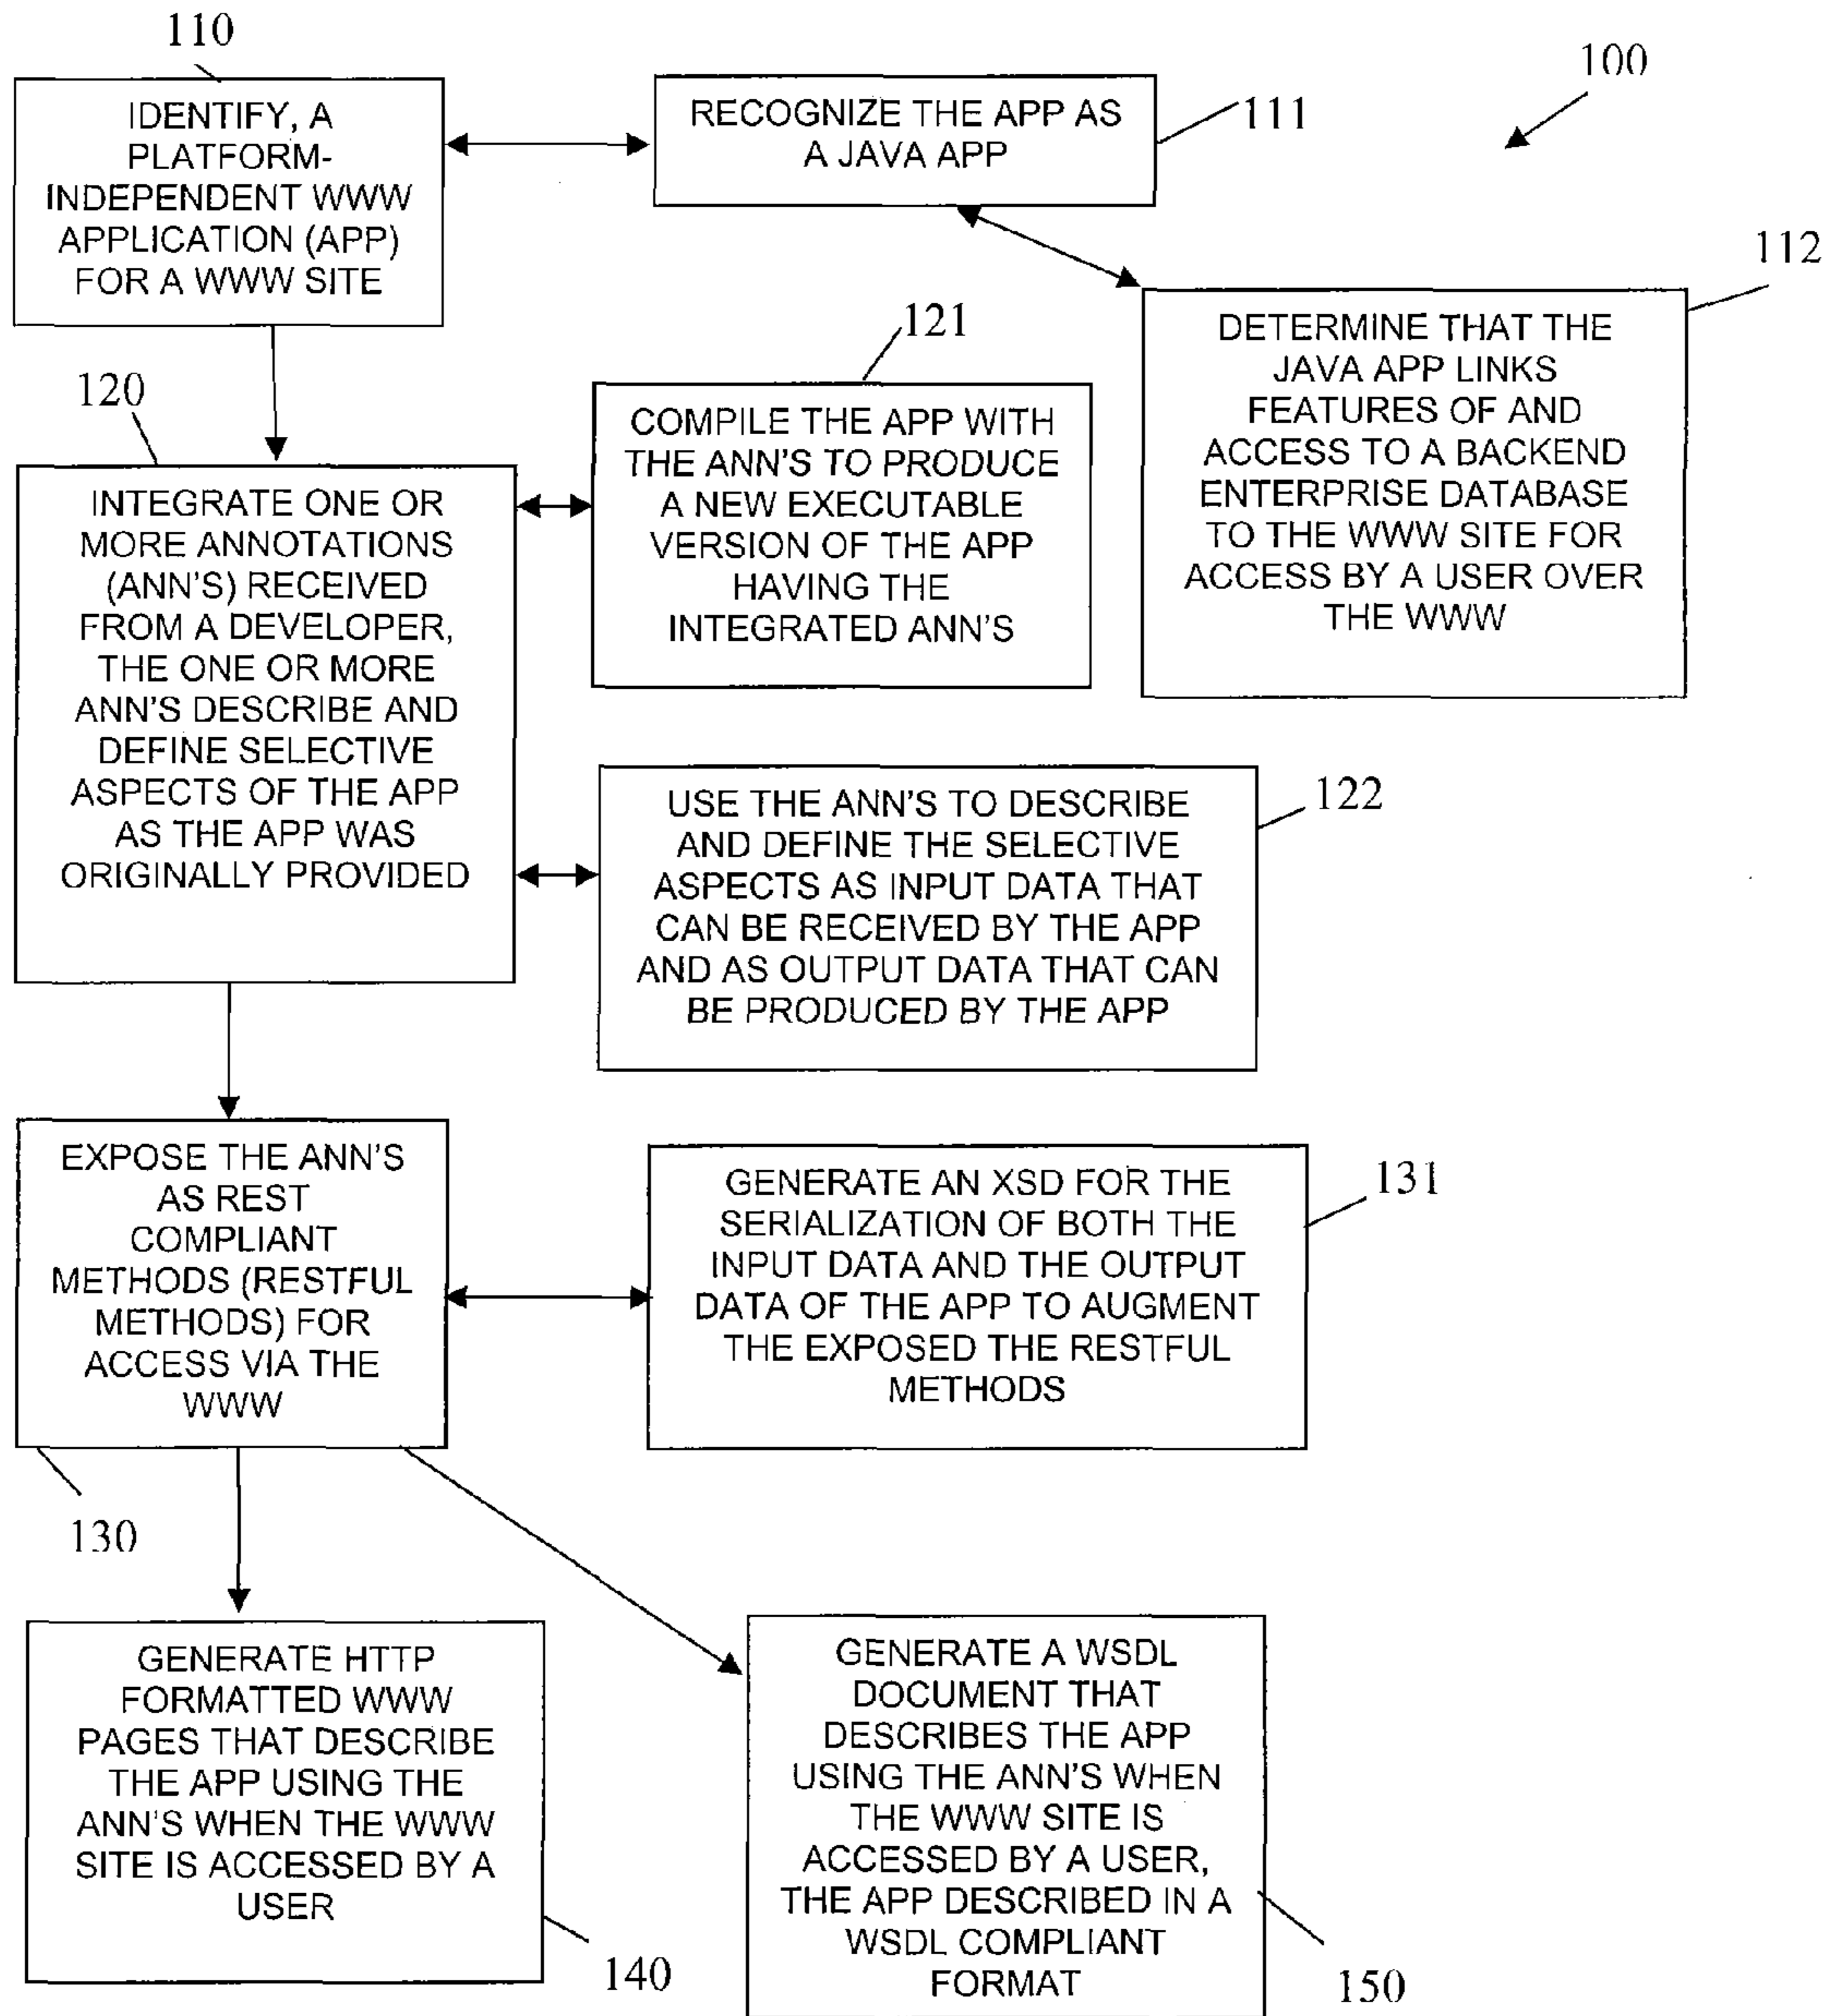 110
IDENTIFY, A
PLATFORM-
INDEPENDENT WWW
APPLICATION (APP)
FOR A WWW SITE
RECOGNIZE THE APP AS
A JAVA APP
111
100
112
DETERMINE THAT THE
JAVA APP LINKS
FEATURES OF AND
ACCESS TO A BACKEND
ENTERPRISE DATABASE
TO THE WWW SITE FOR
ACCESS BY A USER OVER
THE WWW
120
INTEGRATE ONE OR
MORE ANNOTATIONS
(ANN'S) RECEIVED
FROM A DEVELOPER,
THE ONE OR MORE
ANN'S DESCRIBE AND
DEFINE SELECTIVE
ASPECTS OF THE APP
AS THE APP WAS
ORIGINALLY PROVIDED
121
COMPILE THE APP WITH
THE ANN'S TO PRODUCE
A NEW EXECUTABLE
VERSION OF THE APP
HAVING THE
INTEGRATED ANN'S
122
USE THE ANN'S TO DESCRIBE
AND DEFINE THE SELECTIVE
ASPECTS AS INPUT DATA THAT
CAN BE RECEIVED BY THE APP
AND AS OUTPUT DATA THAT CAN
BE PRODUCED BY THE APP
EXPOSE THE ANN'S
AS REST
COMPLIANT
METHODS (RESTFUL
METHODS) FOR
ACCESS VIA THE
WWW
130
GENERATE AN XSD FOR THE
SERIALIZATION OF BOTH THE
INPUT DATA AND THE OUTPUT
DATA OF THE APP TO AUGMENT
THE EXPOSED THE RESTFUL
METHODS
131
GENERATE HTTP
FORMATTED WWW
PAGES THAT DESCRIBE
THE APP USING THE
ANN'S WHEN THE WWW
SITE IS ACCESSED BY A
USER
140
GENERATE A WSDL
DOCUMENT THAT
DESCRIBES THE APP
USING THE ANN'S WHEN
THE WWW SITE IS
ACCESSED BY A USER,
THE APP DESCRIBED IN A
WSDL COMPLIANT
FORMAT
150